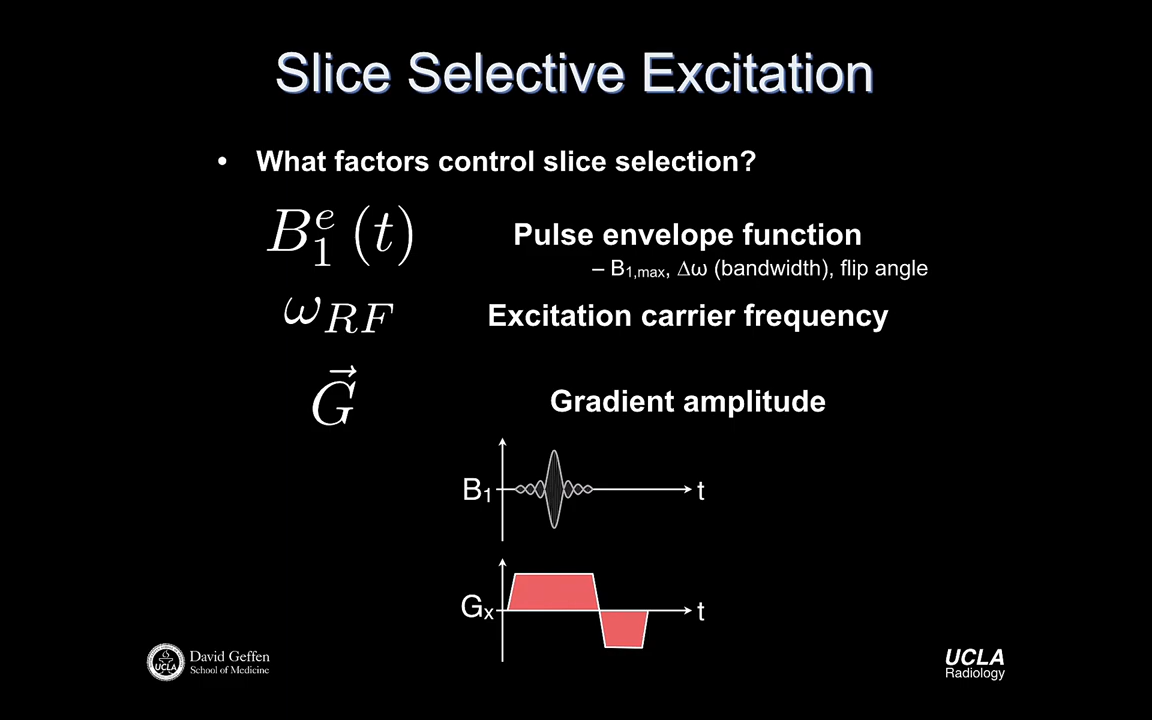 Slice Selective Excitation
• What factors control slice selection?
B₁ᵉ(t) Pulse envelope function
– B1,max, Δω (bandwidth), flip angle
ω_RF Excitation carrier frequency
G⃗ Gradient amplitude
B1 t
Gx t
UCLA
David Geffen
School of Medicine
UCLA
Radiology